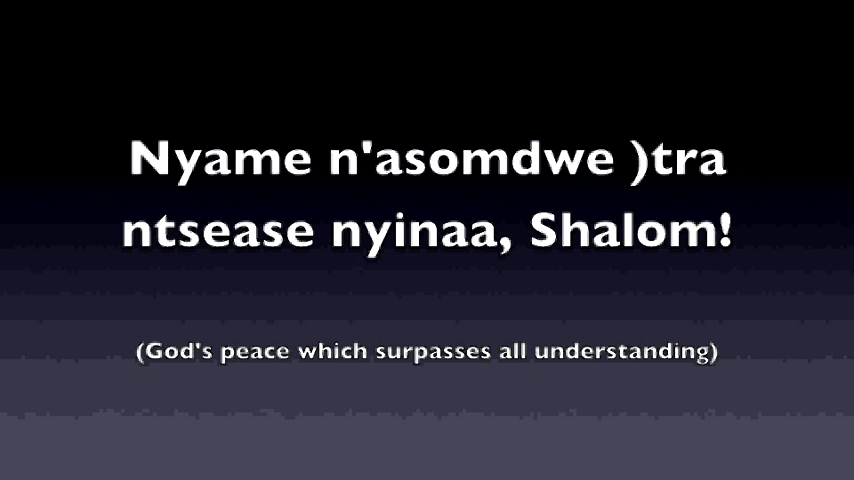 Nyame n'asomdwe )tra
ntsease nyinaa, Shalom!
(God's peace which surpasses all understanding)